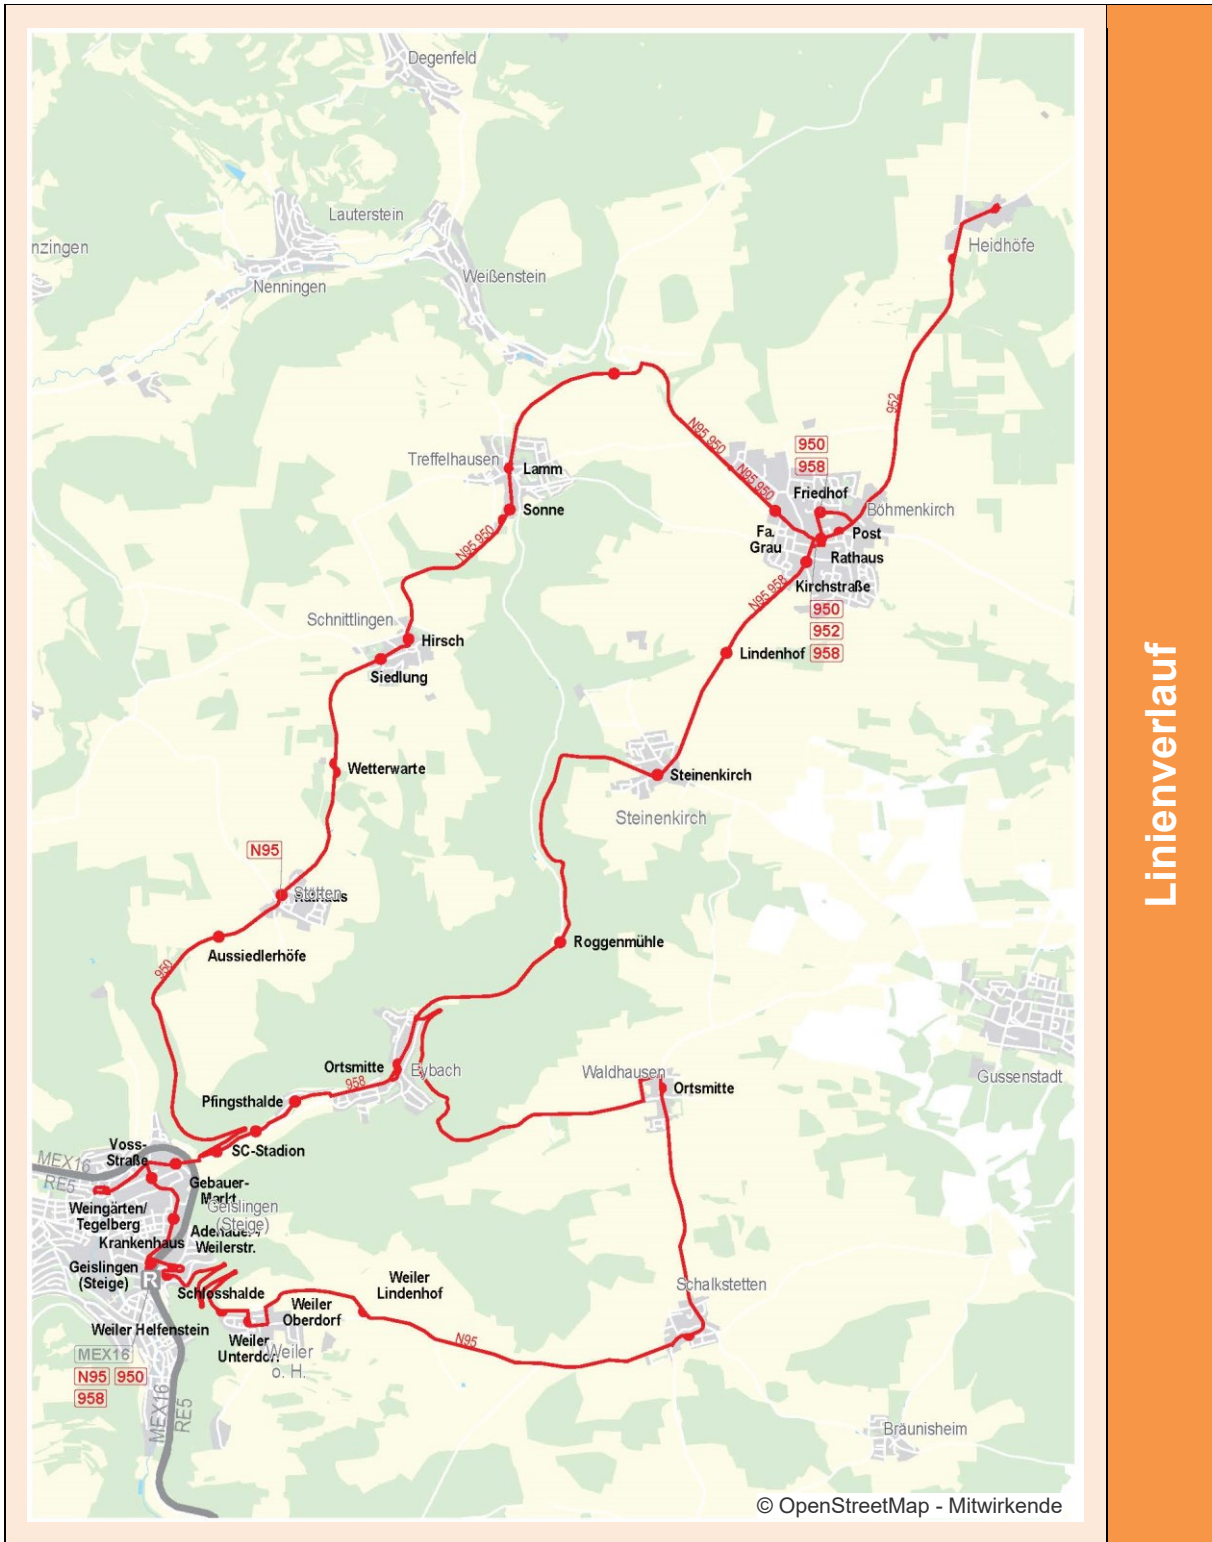 Degenfeld
Lauterstein
nzingen
Heidhöfe
Weißenstein
Nenningen
952
N95 950
950
958
Treffelhausen
Lamm
N95 950
Friedhof
Sonne
Böhmenkirch
Fa.
Grau
Post
N95 950
Rathaus
Kirchstraße
N95 958
950
952
958
Schnittlingen
Hirsch
Lindenhof
Siedlung
Wetterwarte
Steinenkirch
Steinenkirch
N95
Stötten
Aussiedlerhöfe
Roggenmühle
950
Ortsmitte
Eybach
958
Waldhausen
Ortsmitte
Gussenstadt
Pfingsthalde
Voss-
Straße
SC-Stadion
MEX16
RE5
Gebauer-
Markt
Geislingen
(Steige)
Weingärten/
Tegelberg
Weilerstr.
Krankenhaus
Geislingen
(Steige)
R
Schlosshalde
Weiler
Lindenhof
Schalkstetten
Weiler
Oberdorf
Weiler Helfenstein
Weiler
N95
Weiler
o. H.
MEX16
N95 950
958
MEX16
RE5
Bräunisheim
© OpenStreetMap - Mitwirkende
Linienverlauf